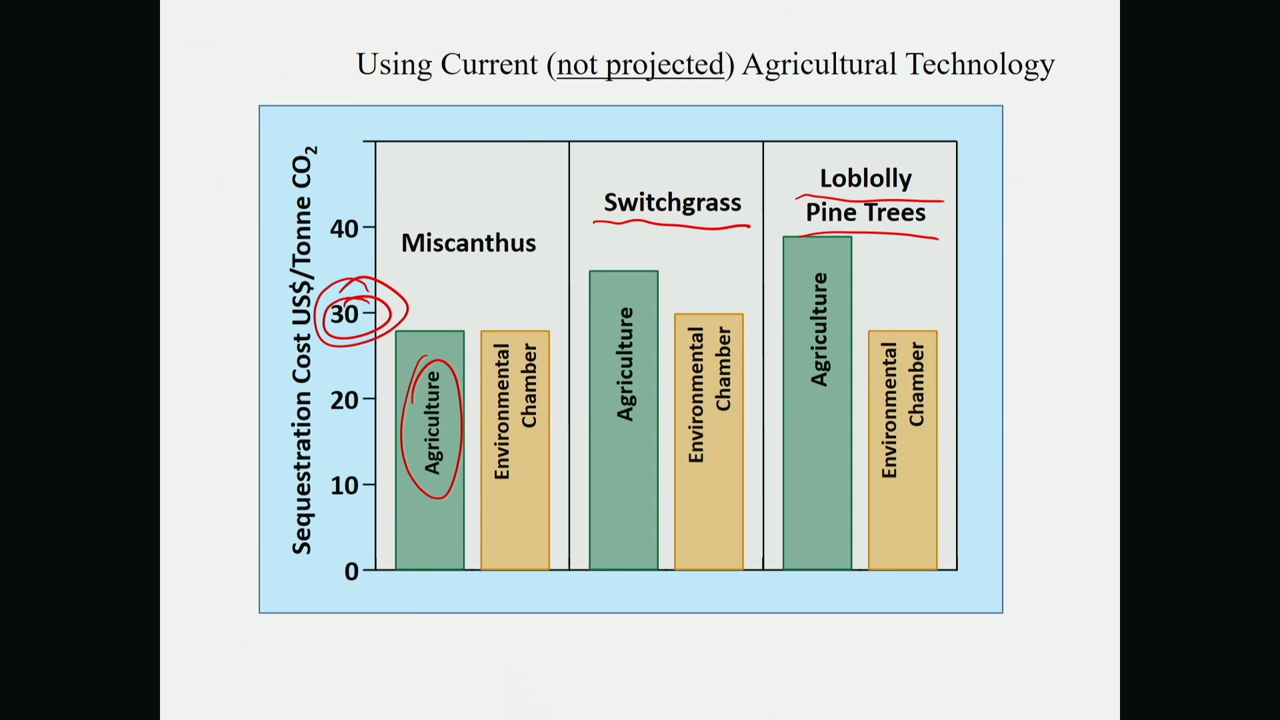 Using Current (not projected) Agricultural Technology
Sequestration Cost US$/Tonne CO₂
40
30
20
10
0
Miscanthus
Agriculture
Environmental
Chamber
Switchgrass
Agriculture
Environmental
Chamber
Loblolly
Pine Trees
Agriculture
Environmental
Chamber